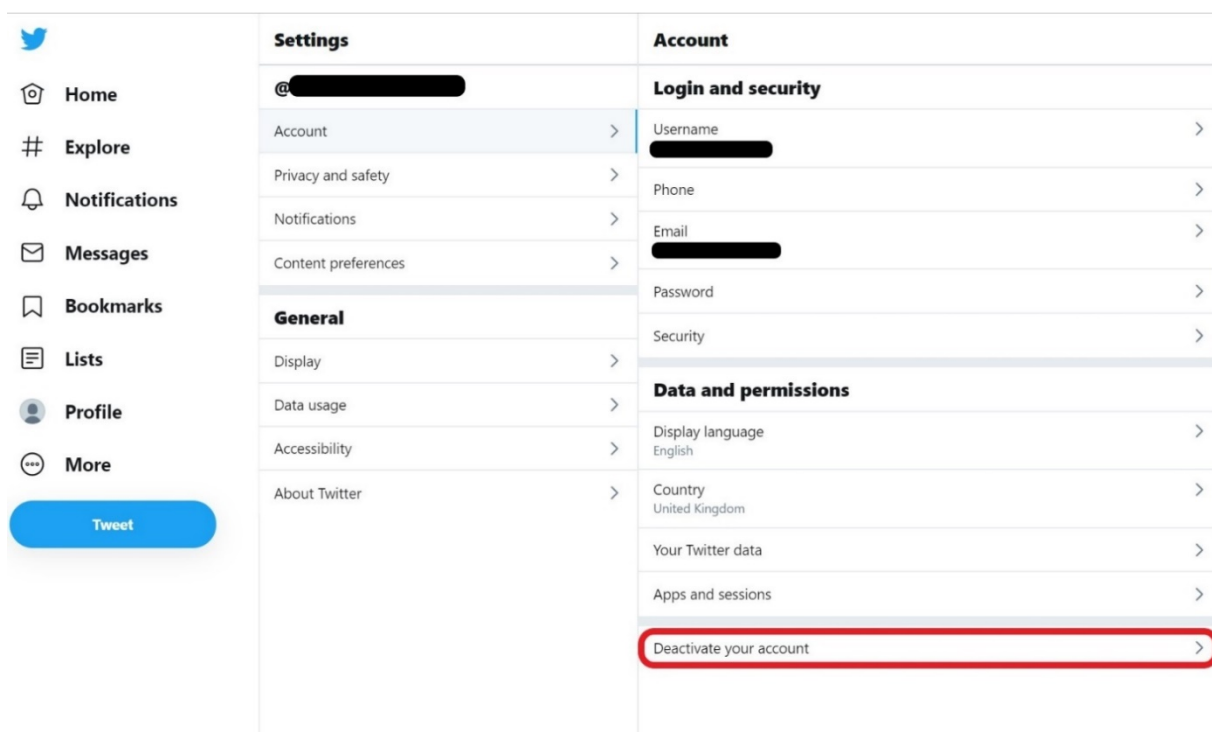 Home
Explore
Notifications
Messages
Bookmarks
Lists
Profile
More
Tweet
Settings
@
Account
Privacy and safety
Notifications
Content preferences
General
Display
Data usage
Accessibility
About Twitter
Account
Login and security
Username
Phone
Email
Password
Security
Data and permissions
Display language
English
Country
United Kingdom
Your Twitter data
Apps and sessions
Deactivate your account